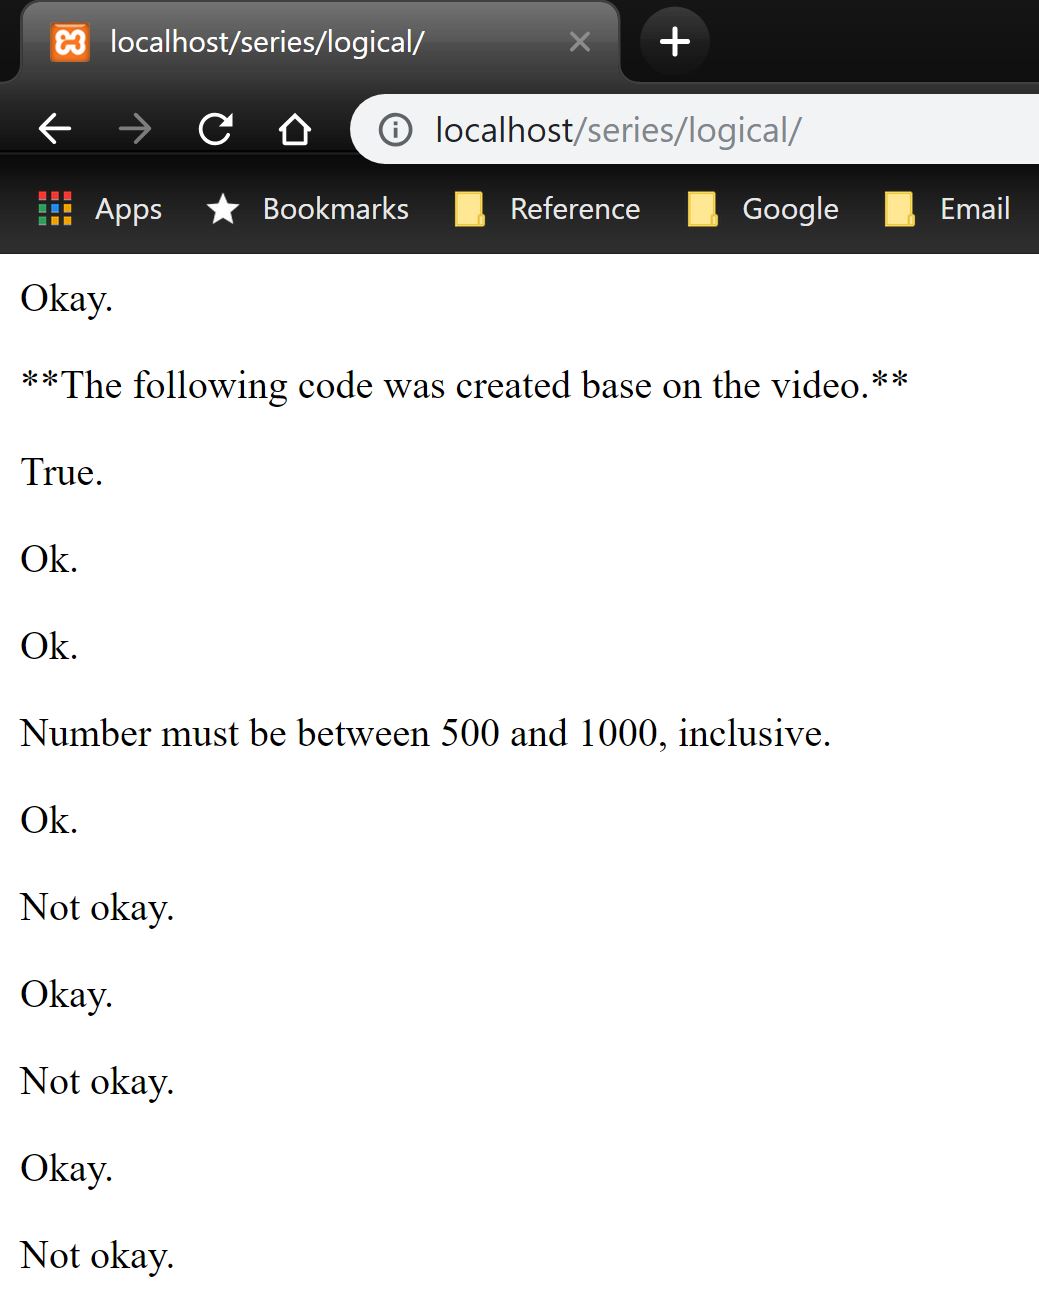 localhost/series/logical/
localhost/series/logical/
Apps Bookmarks Reference Google Email
Okay.
**The following code was created base on the video.**
True.
Ok.
Ok.
Number must be between 500 and 1000, inclusive.
Ok.
Not okay.
Okay.
Not okay.
Okay.
Not okay.